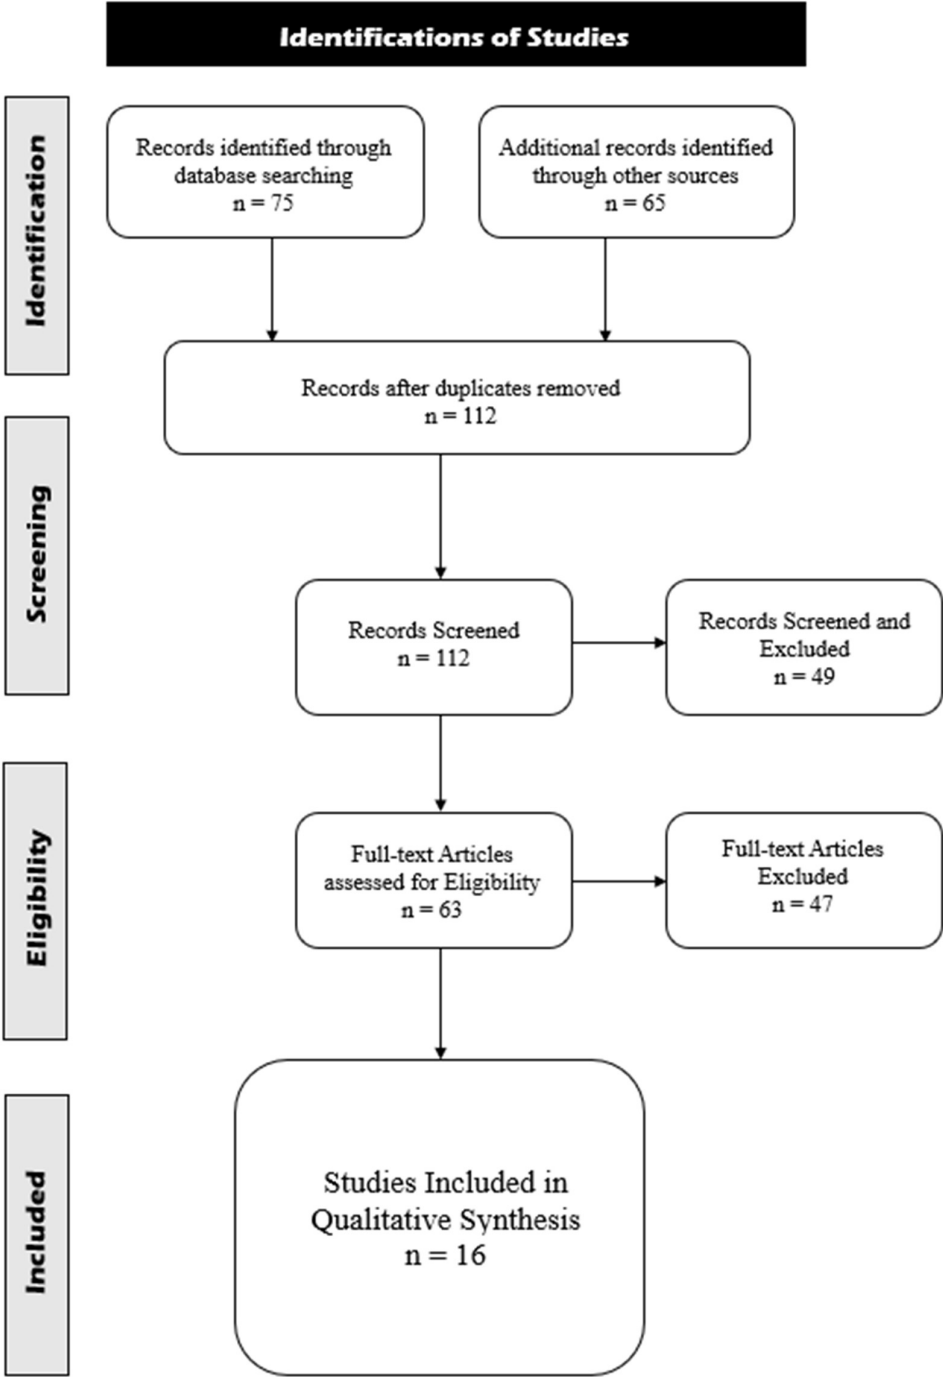 Identifications of Studies
Identification
Records identified through
database searching
n = 75
Additional records identified
through other sources
n = 65
Records after duplicates removed
n = 112
Screening
Records Screened
n = 112
Records Screened and
Excluded
n = 49
Eligibility
Full-text Articles
assessed for Eligibility
n = 63
Full-text Articles
Excluded
n = 47
Included
Studies Included in
Qualitative Synthesis
n = 16